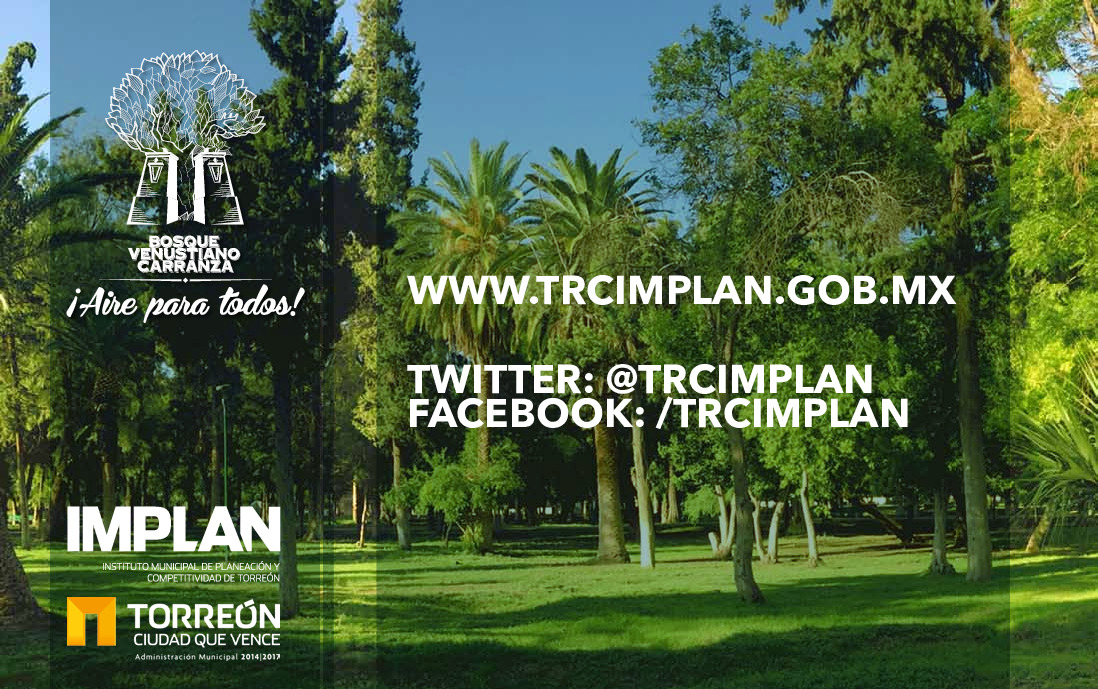 BOSQUE
VENUSTIANO
CARRANZA
¡Aire para todos!
WWW.TRCIMPLAN.GOB.MX
TWITTER: @TRCIMPLAN
FACEBOOK: /TRCIMPLAN
IMPLAN
INSTITUTO MUNICIPAL DE PLANEACIÓN Y
COMPETITIVIDAD DE TORREÓN
TORREÓN
CIUDAD QUE VENCE
Administración Municipal 2014|2017